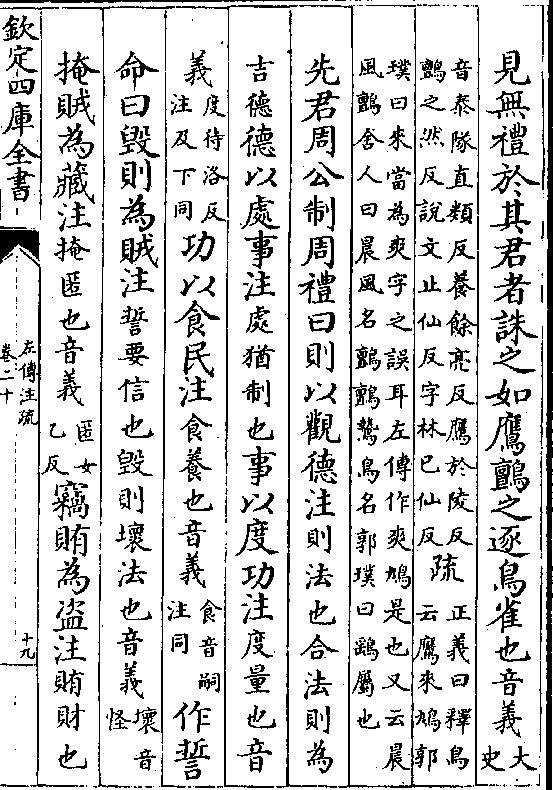 見無禮於其君者誅之如鷹鸇之逐鳥雀也音義大史
音泰隊直類反養餘亮反鷹於陵反
鸇之然反說文止仙反字林巳仙反疏正義曰釋鳥
云鷹來鳩郭
璞曰來當為爽字之誤耳左傳作爽鳩是也又云晨
風鸇舍人曰晨風名鸇鸇鷙鳥名郭璞曰鷂屬也
先君周公制周禮曰則以觀德注則法也合法則為
吉德德以處事注處猶制也事以度功注度量也音
義度待洛反
注及下同功以食民注食養也音義食音嗣
注同作誓
命曰毀則為賊注誓要信也毀則壞法也音義壞音
怪
掩賊為藏注掩匿也音義匿女
乙反竊賄為盜注賄財也
欽定四庫全書
左傳注疏
卷二十
十九